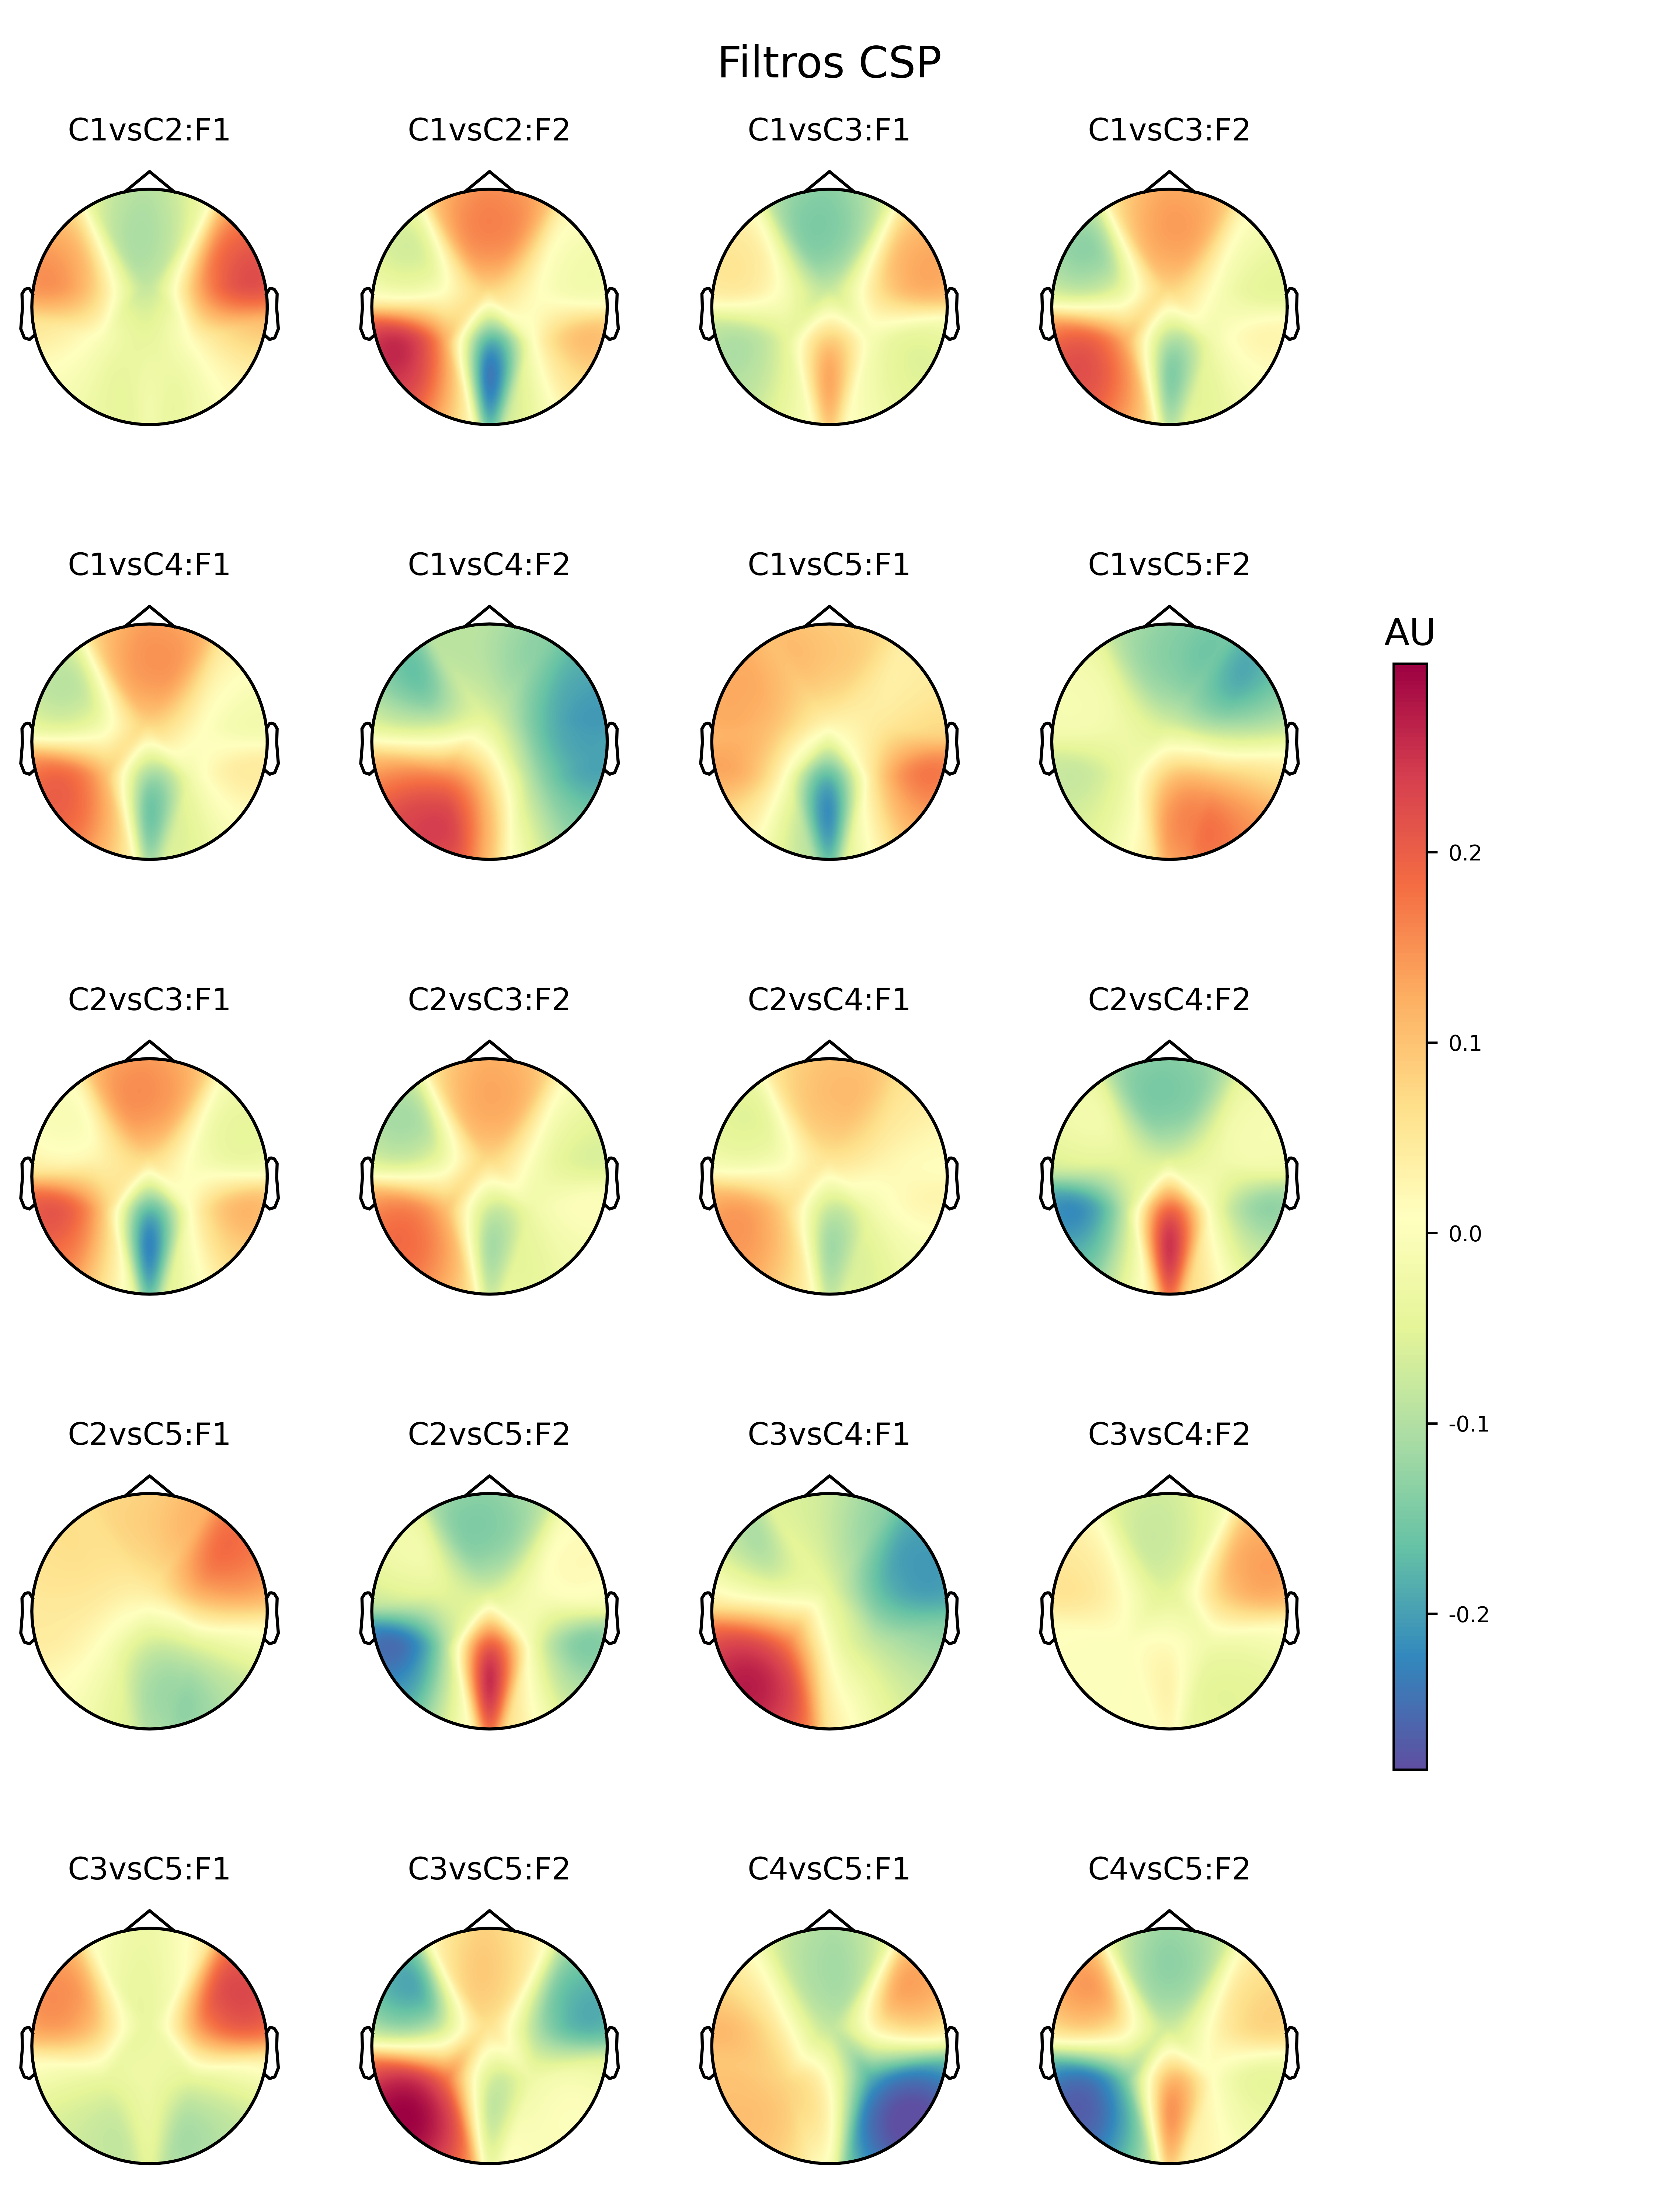 Filtros CSP
C1vsC2:F1
C1vsC2:F2
C1vsC3:F1
C1vsC3:F2
C1vsC4:F1
C1vsC4:F2
C1vsC5:F1
C1vsC5:F2
AU
0.2
0.1
0.0
-0.1
-0.2
C2vsC3:F1
C2vsC3:F2
C2vsC4:F1
C2vsC4:F2
C2vsC5:F1
C2vsC5:F2
C3vsC4:F1
C3vsC4:F2
C3vsC5:F1
C3vsC5:F2
C4vsC5:F1
C4vsC5:F2